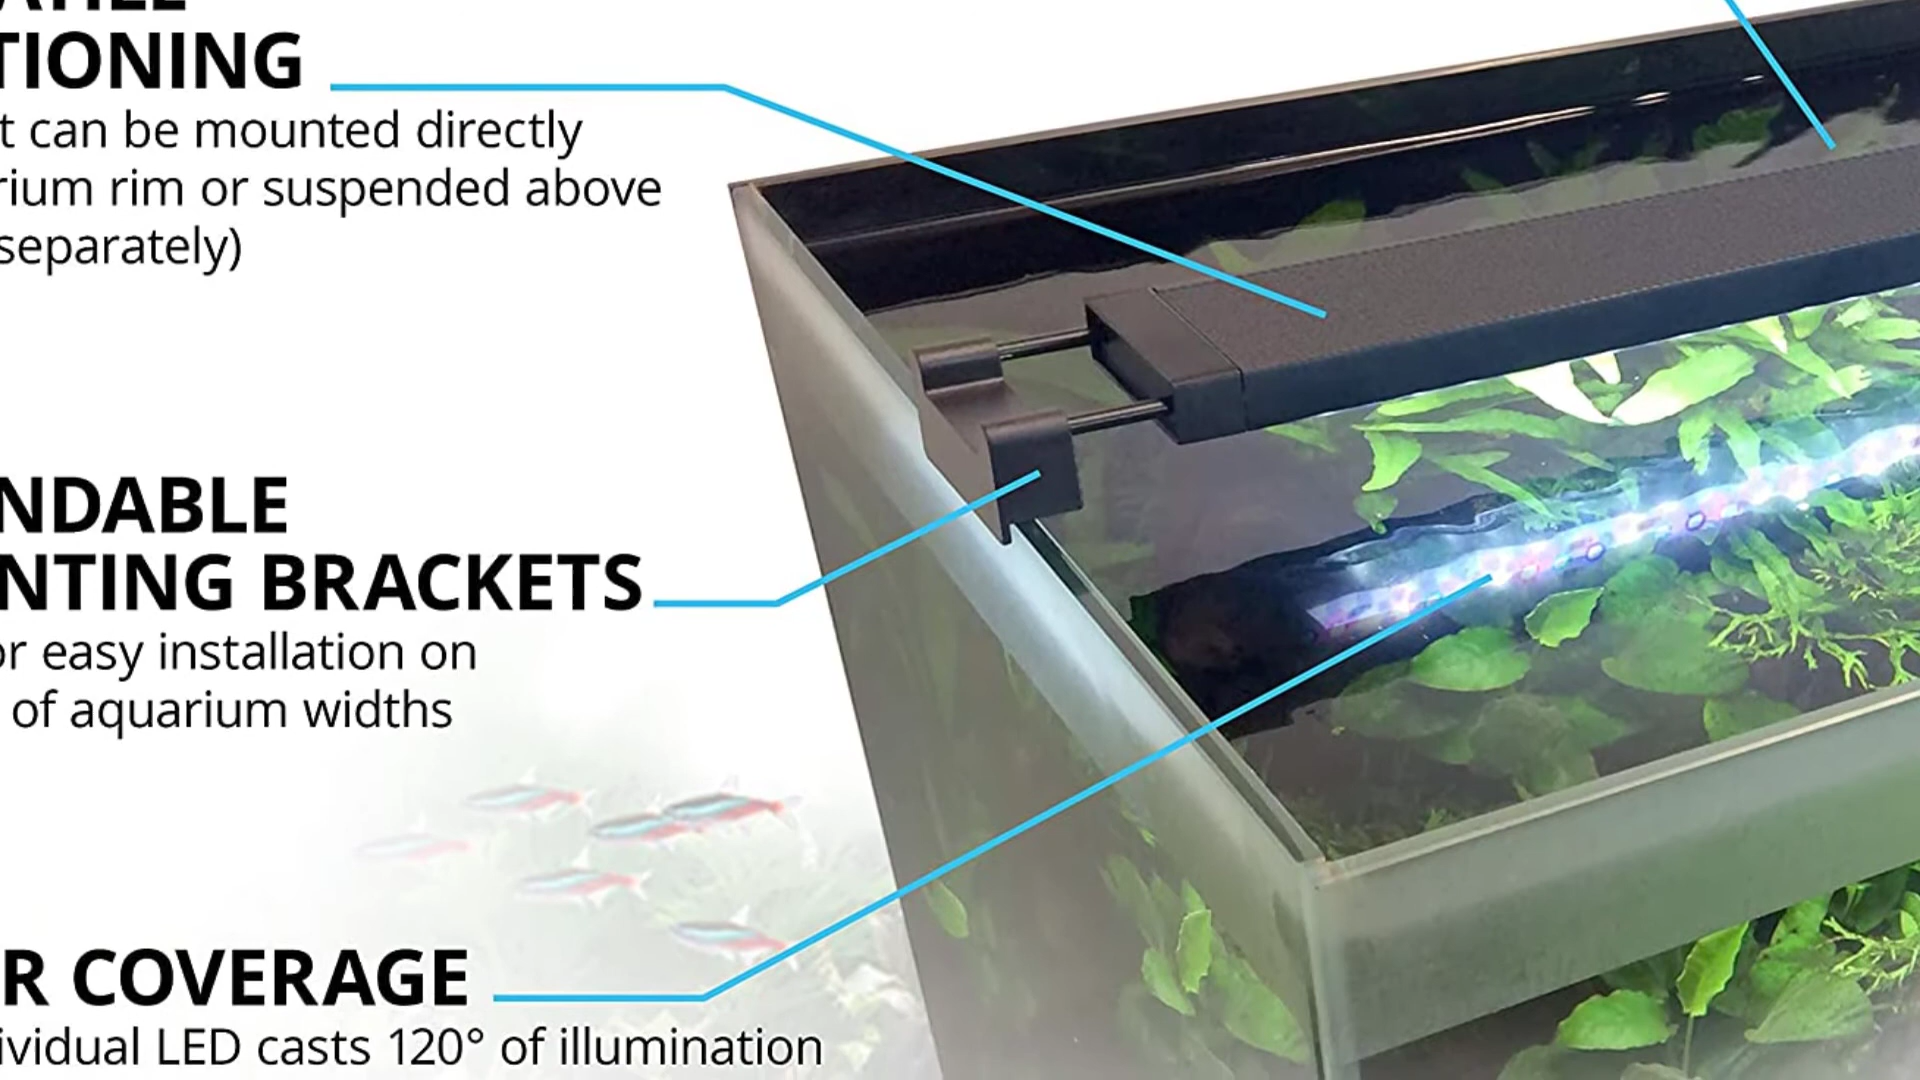 TIONING
t can be mounted directly
rium rim or suspended above
separately)
NDABLE
NTING BRACKETS
or easy installation on
of aquarium widths
R COVERAGE
ividual LED casts 120° of illumination